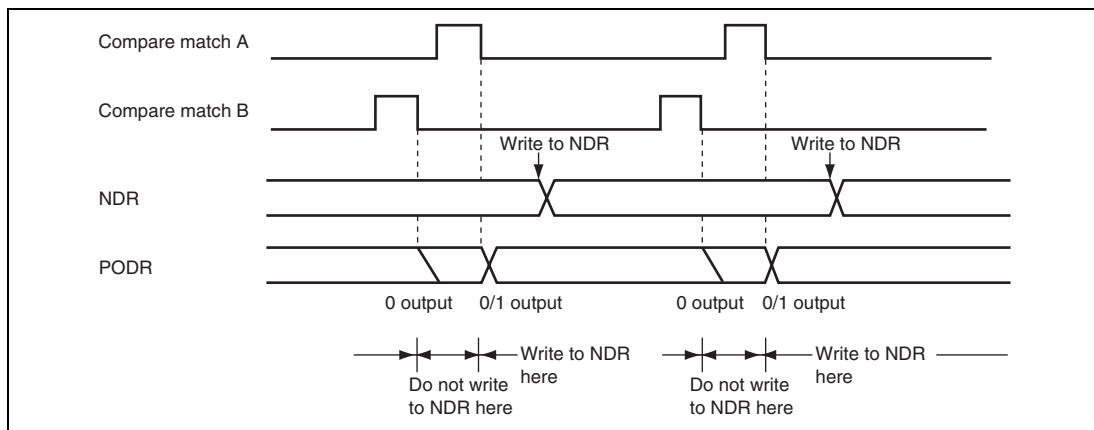 Compare match A
Compare match B
Write to NDR
Write to NDR
NDR
PODR
0 output
0/1 output
0 output
0/1 output
Write to NDR
here
Write to NDR
here
Do not write
to NDR here
Do not write
to NDR here